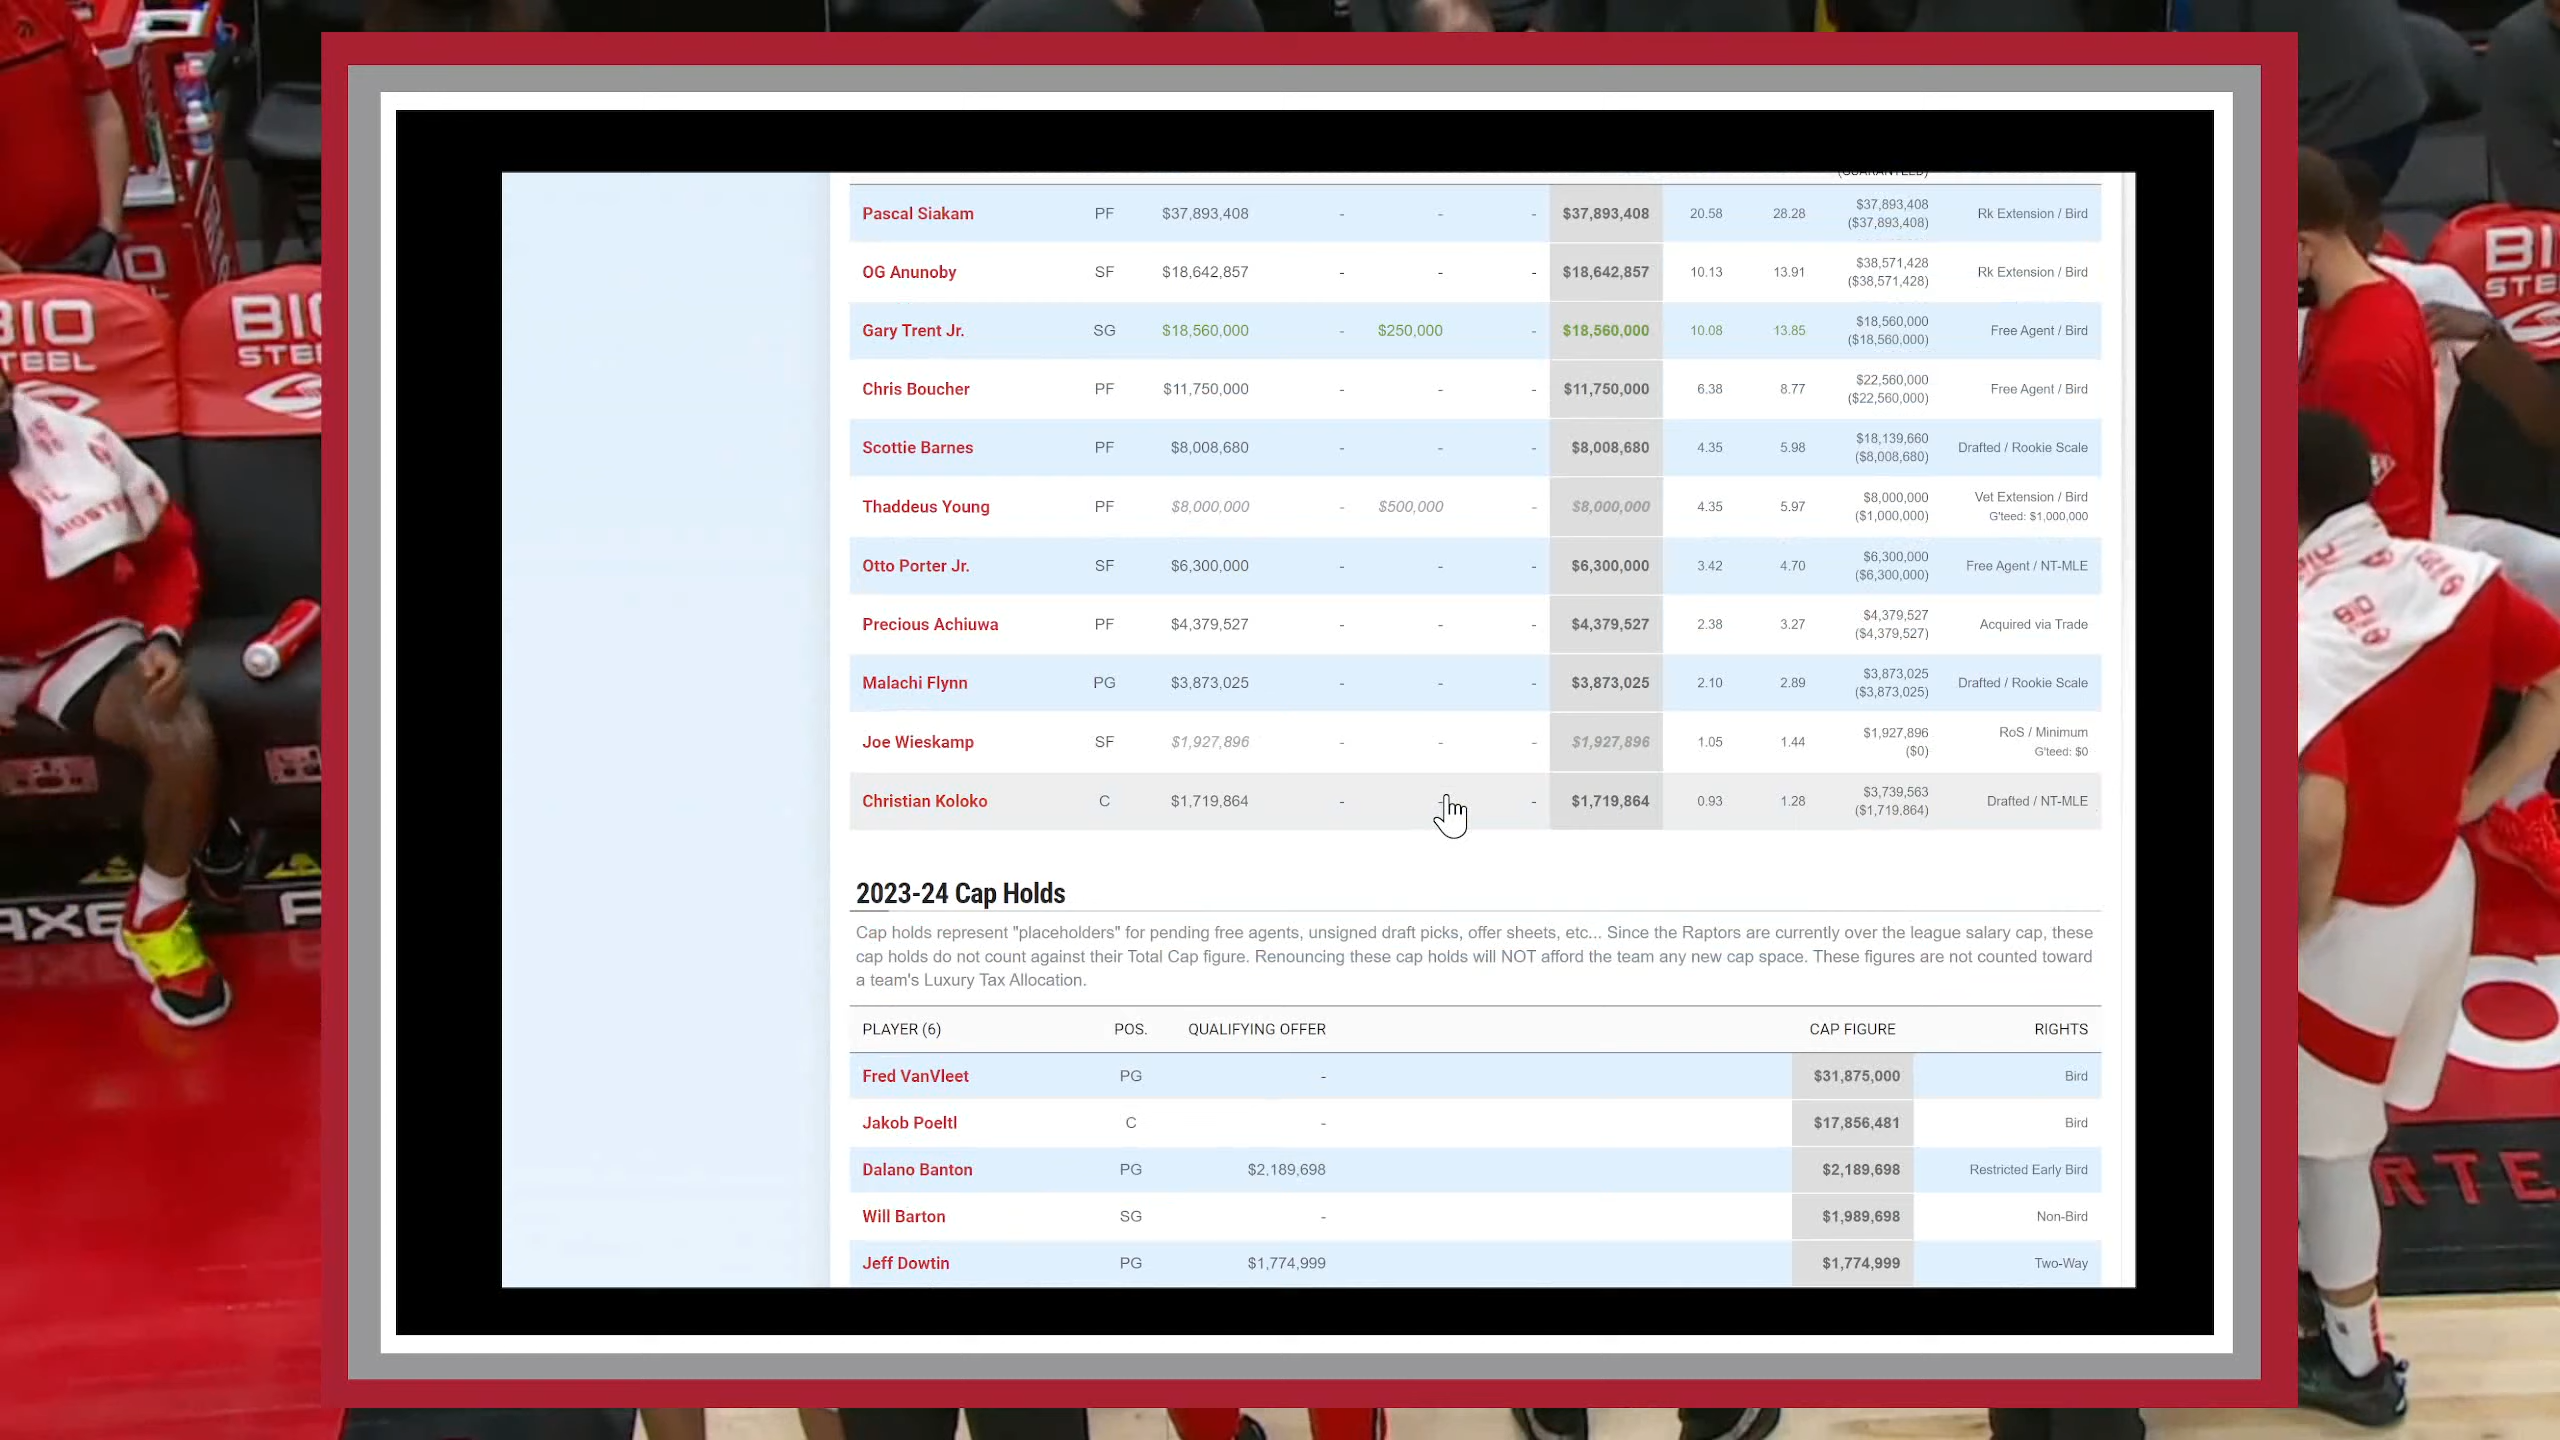 (GUARANTEED)
Pascal Siakam PF $37,893,408 - - - $37,893,408 20.58 28.28 $37,893,408 ($37,893,408) Rk Extension / Bird
OG Anunoby SF $18,642,857 - - - $18,642,857 10.13 13.91 $38,571,428 ($38,571,428) Rk Extension / Bird
Gary Trent Jr. SG $18,560,000 - $250,000 - $18,560,000 10.08 13.85 $18,560,000 ($18,560,000) Free Agent / Bird
Chris Boucher PF $11,750,000 - - - $11,750,000 6.38 8.77 $22,560,000 ($22,560,000) Free Agent / Bird
Scottie Barnes PF $8,008,680 - - - $8,008,680 4.35 5.98 $18,139,660 ($8,008,680) Drafted / Rookie Scale
Thaddeus Young PF $8,000,000 - $500,000 - $8,000,000 4.35 5.97 $8,000,000 ($1,000,000) Vet Extension / Bird G'teed: $1,000,000
Otto Porter Jr. SF $6,300,000 - - - $6,300,000 3.42 4.70 $6,300,000 ($6,300,000) Free Agent / NT-MLE
Precious Achiuwa PF $4,379,527 - - - $4,379,527 2.38 3.27 $4,379,527 ($4,379,527) Acquired via Trade
Malachi Flynn PG $3,873,025 - - - $3,873,025 2.10 2.89 $3,873,025 ($3,873,025) Drafted / Rookie Scale
Joe Wieskamp SF $1,927,896 - - - $1,927,896 1.05 1.44 $1,927,896 ($0) RoS / Minimum G'teed: $0
Christian Koloko C $1,719,864 - - - $1,719,864 0.93 1.28 $3,739,563 ($1,719,864) Drafted / NT-MLE
2023-24 Cap Holds
Cap holds represent "placeholders" for pending free agents, unsigned draft picks, offer sheets, etc... Since the Raptors are currently over the league salary cap, these
cap holds do not count against their Total Cap figure. Renouncing these cap holds will NOT afford the team any new cap space. These figures are not counted toward
a team's Luxury Tax Allocation.
PLAYER (6) POS. QUALIFYING OFFER CAP FIGURE RIGHTS
Fred VanVleet PG - $31,875,000 Bird
Jakob Poeltl C - $17,856,481 Bird
Dalano Banton PG $2,189,698 $2,189,698 Restricted Early Bird
Will Barton SG - $1,989,698 Non-Bird
Jeff Dowtin PG $1,774,999 $1,774,999 Two-Way
BIO
STEEL
BIO
STE
BI
STE
AXE
RTE